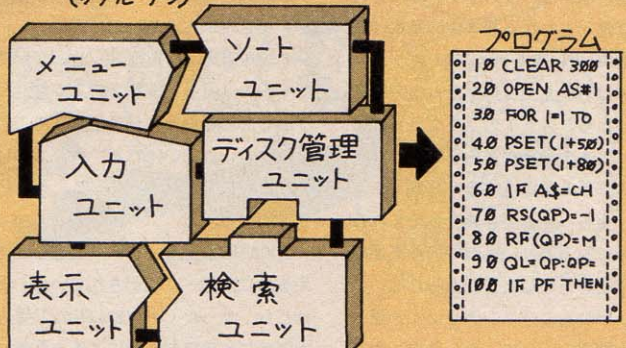 メニュー
ユニット
ソート
ユニット
入力
ユニット
ディスク管理
ユニット
表示
ユニット
検索
ユニット
プログラム
10 CLEAR 300
20 OPEN AS#1
30 FOR I=1 TO
40 PSET(I+50)
50 PSET(I+80)
60 IF A$=CH
70 RS(QP)=-1
80 RF(QP)=M
90 QL=QP:QP=
100 IF PF THEN